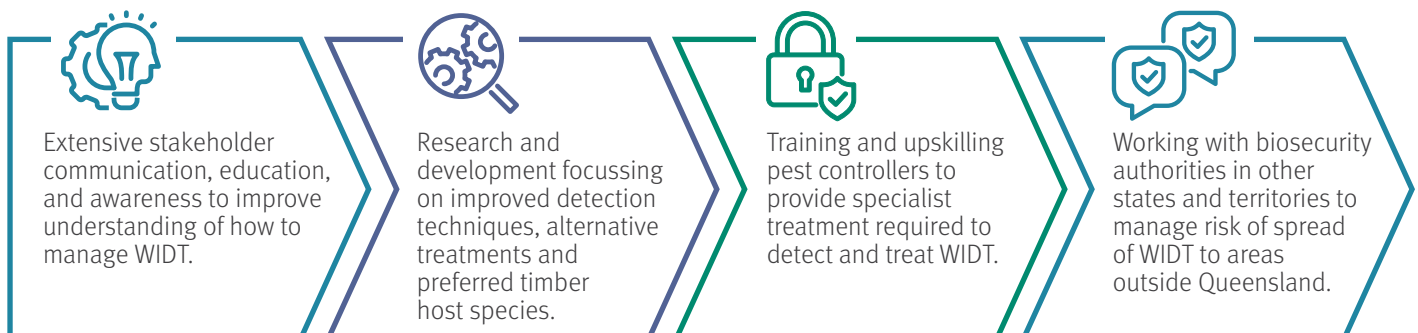 Extensive stakeholder
communication, education,
and awareness to improve
understanding of how to
manage WIDT.
Research and
development focussing
on improved detection
techniques, alternative
treatments and
preferred timber
host species.
Training and upskilling
pest controllers to
provide specialist
treatment required to
detect and treat WIDT.
Working with biosecurity
authorities in other
states and territories to
manage risk of spread
of WIDT to areas
outside Queensland.